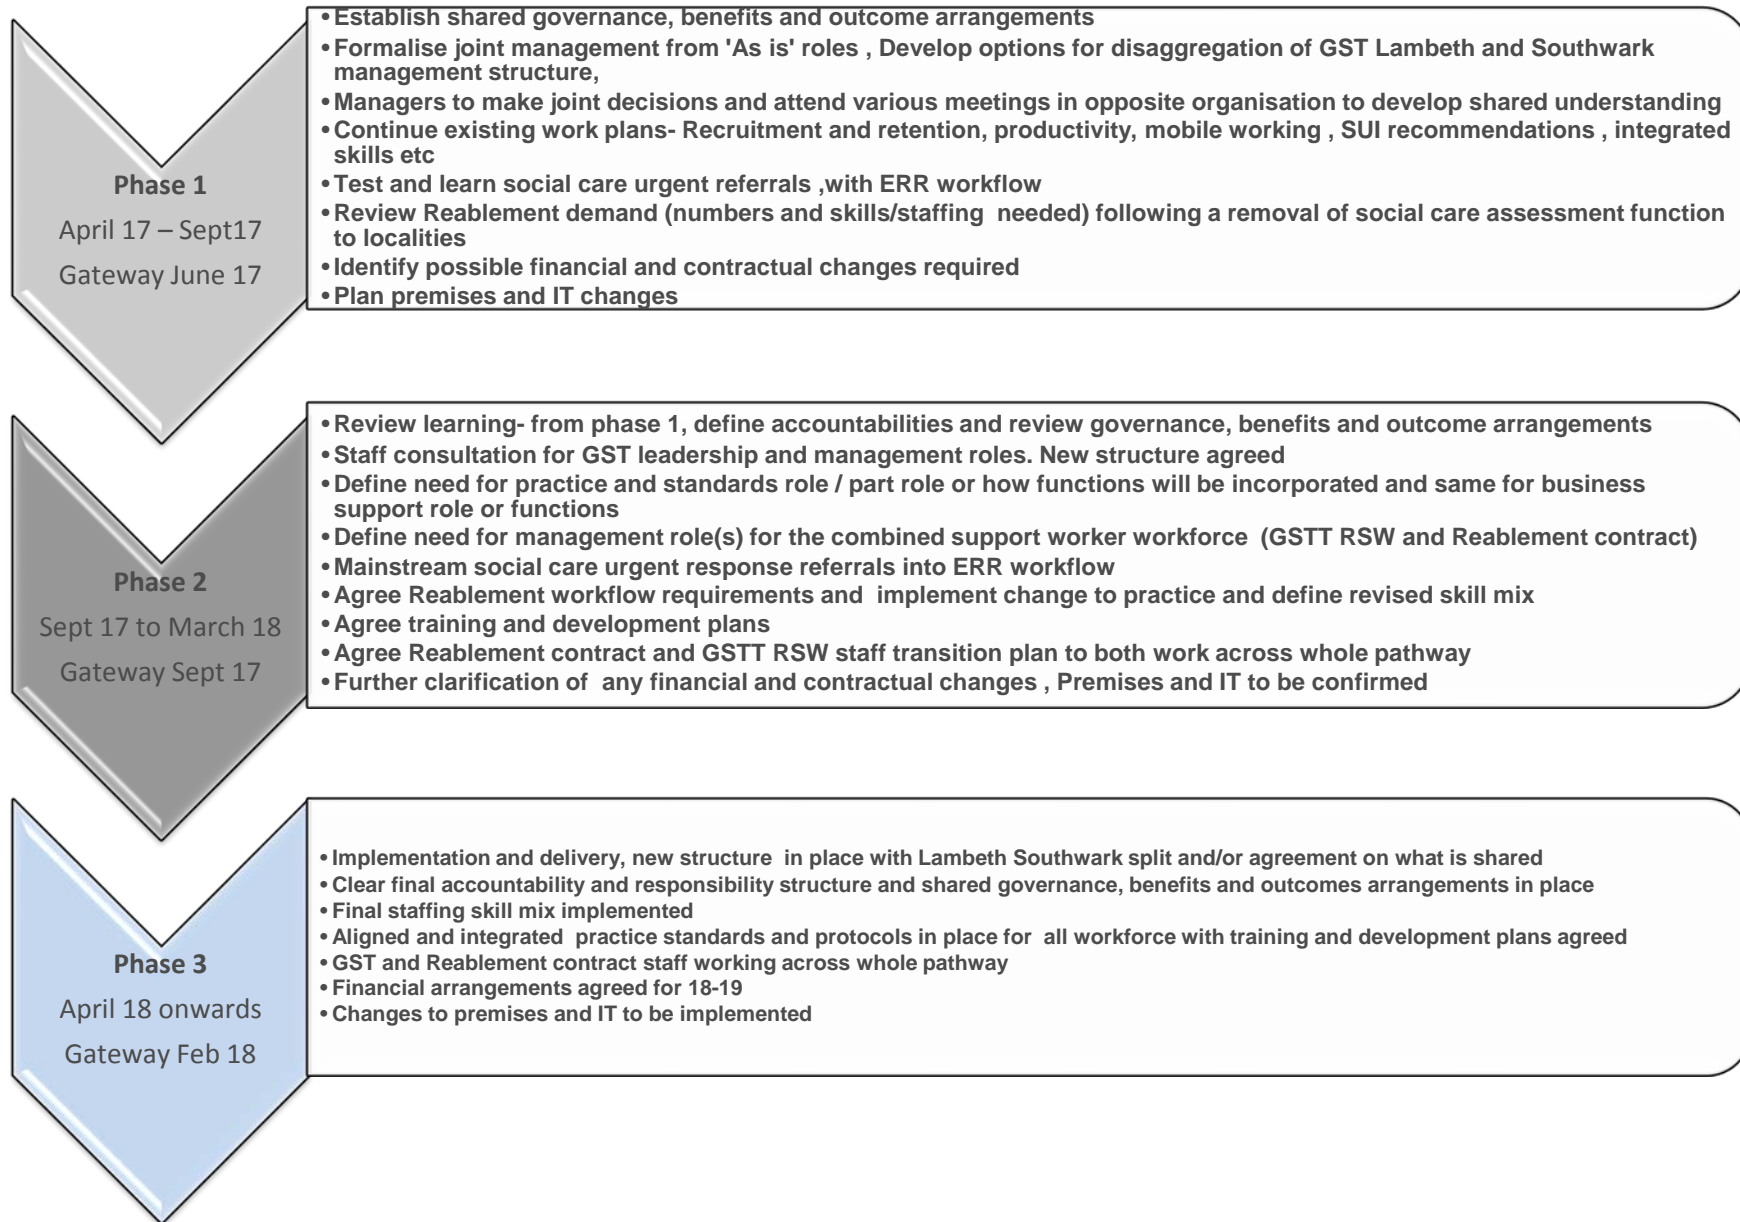 •Establish shared governance, benefits and outcome arrangements
•Formalise joint management from 'As is' roles , Develop options for disaggregation of GST Lambeth and Southwark
management structure,
•Managers to make joint decisions and attend various meetings in opposite organisation to develop shared understanding
•Continue existing work plans- Recruitment and retention, productivity, mobile working , SUI recommendations , integrated
skills etc
•Test and learn social care urgent referrals ,with ERR workflow
•Review Reablement demand (numbers and skills/staffing needed) following a removal of social care assessment function
to localities
•Identify possible financial and contractual changes required
•Plan premises and IT changes
Phase 1
April 17 – Sept17
Gateway June 17
•Review learning- from phase 1, define accountabilities and review governance, benefits and outcome arrangements
•Staff consultation for GST leadership and management roles. New structure agreed
•Define need for practice and standards role / part role or how functions will be incorporated and same for business
support role or functions
•Define need for management role(s) for the combined support worker workforce (GSTT RSW and Reablement contract)
•Mainstream social care urgent response referrals into ERR workflow
•Agree Reablement workflow requirements and implement change to practice and define revised skill mix
•Agree training and development plans
•Agree Reablement contract and GSTT RSW staff transition plan to both work across whole pathway
•Further clarification of any financial and contractual changes , Premises and IT to be confirmed
Phase 2
Sept 17 to March 18
Gateway Sept 17
•Implementation and delivery, new structure in place with Lambeth Southwark split and/or agreement on what is shared
•Clear final accountability and responsibility structure and shared governance, benefits and outcomes arrangements in place
•Final staffing skill mix implemented
•Aligned and integrated practice standards and protocols in place for all workforce with training and development plans agreed
•GST and Reablement contract staff working across whole pathway
•Financial arrangements agreed for 18-19
•Changes to premises and IT to be implemented
Phase 3
April 18 onwards
Gateway Feb 18